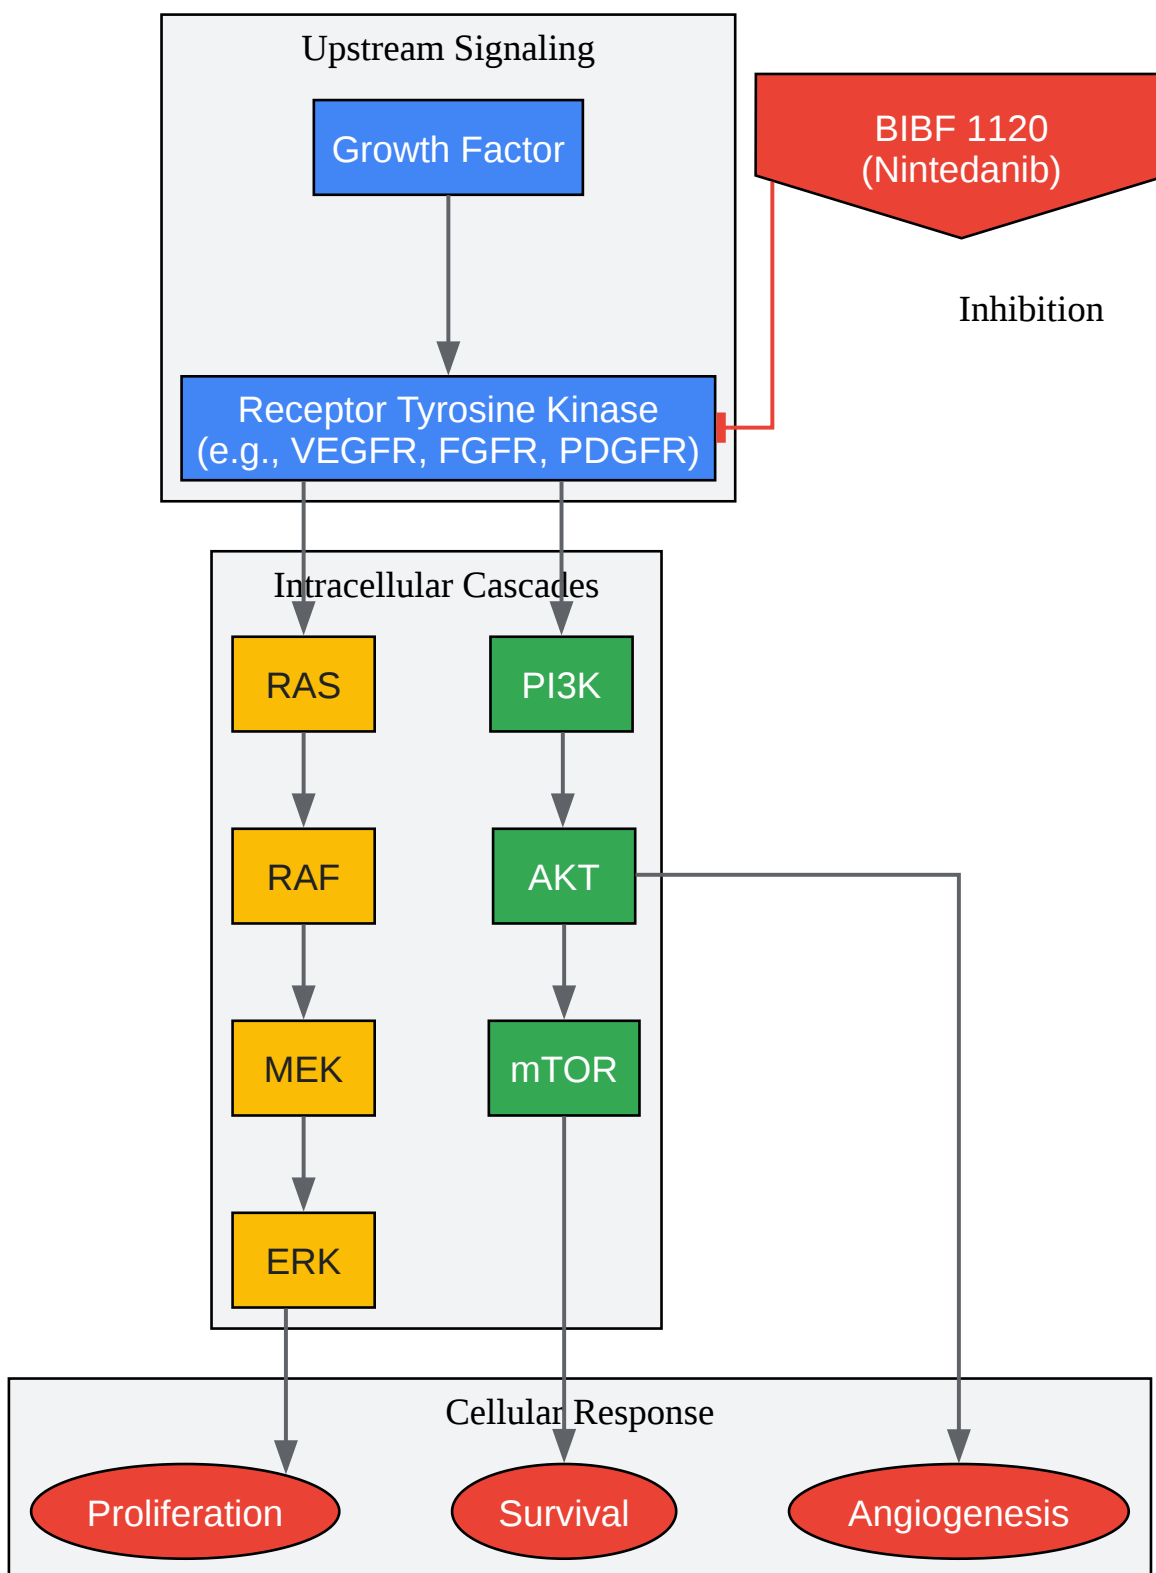 Upstream Signaling
Growth Factor
BIBF 1120
(Nintedanib)
Inhibition
Receptor Tyrosine Kinase
(e.g., VEGFR, FGFR, PDGFR)
Intracellular Cascades
RAS
PI3K
RAF
AKT
MEK
mTOR
ERK
Cellular Response
Proliferation
Survival
Angiogenesis